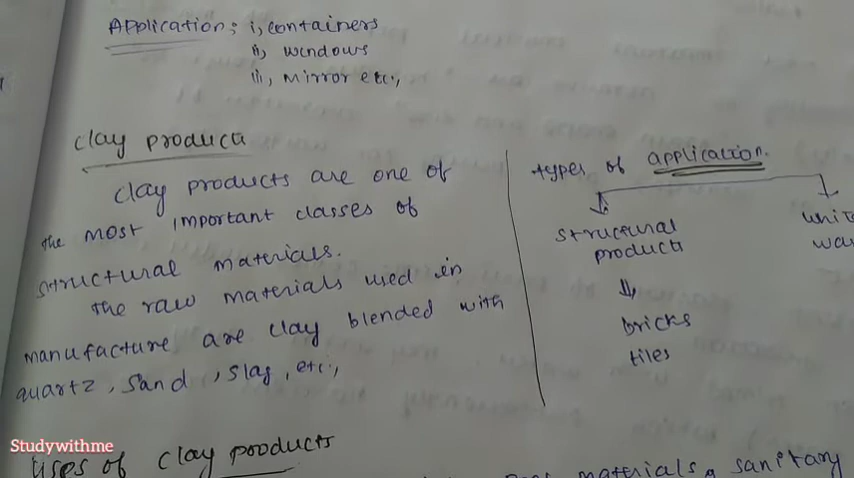 Application: i, containers
ii, windows
iii, mirror etc.,
clay product
clay products are one of
the most important classes of
structural materials.
the raw materials used in
manufacture are clay blended with
quartz, sand, slag, etc.,
types of application.
structural
products
bricks
tiles
Uses of clay products
materials, sanitary
Studywithme